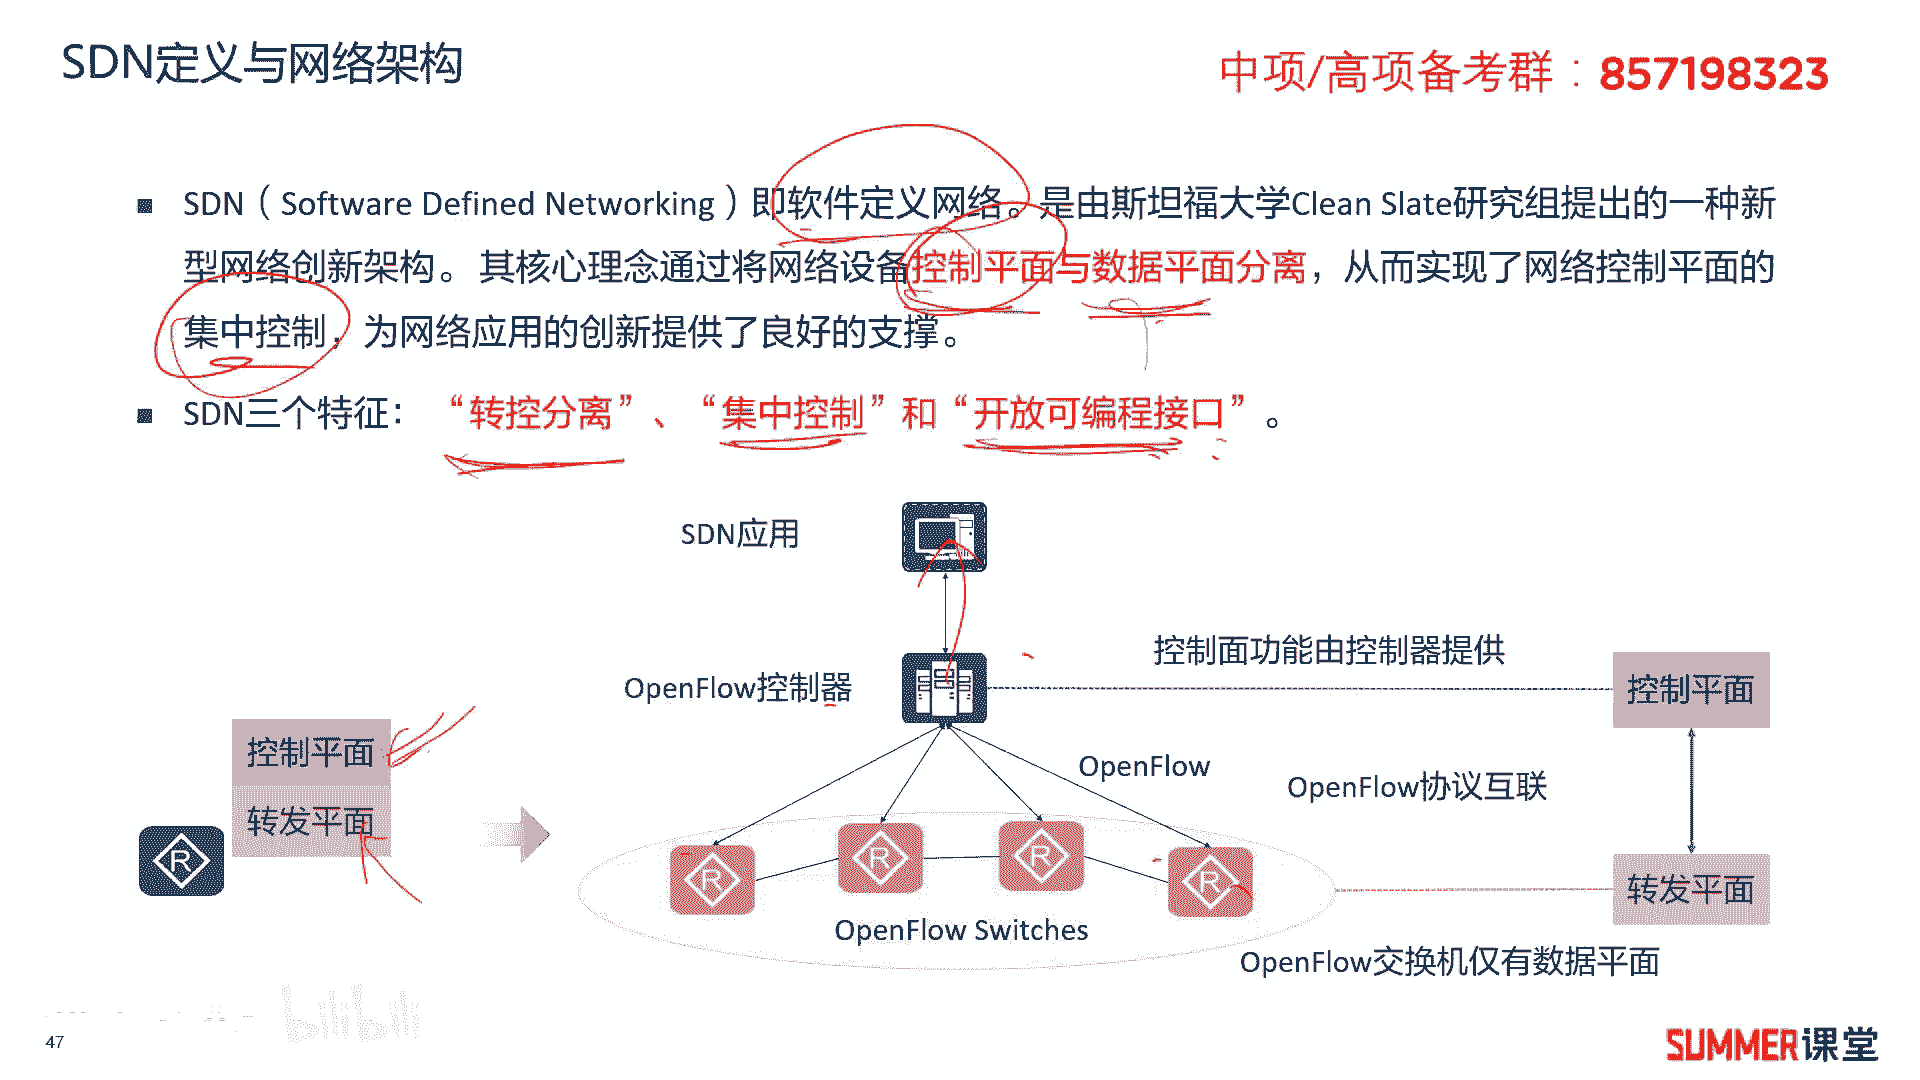 SDN定义与网络架构
中项/高项备考群：857198323
SDN（Software Defined Networking）即软件定义网络。是由斯坦福大学Clean Slate研究组提出的一种新
型网络创新架构。其核心理念通过将网络设备控制平面与数据平面分离，从而实现了网络控制平面的
集中控制，为网络应用的创新提供了良好的支撑。
SDN三个特征：“转控分离”、“集中控制”和“开放可编程接口”。
SDN应用
控制面功能由控制器提供
OpenFlow控制器
控制平面
控制平面
转发平面
OpenFlow
OpenFlow协议互联
R
R
R
R
R
转发平面
OpenFlow Switches
OpenFlow交换机仅有数据平面
bilibili
47
SUMMER课堂